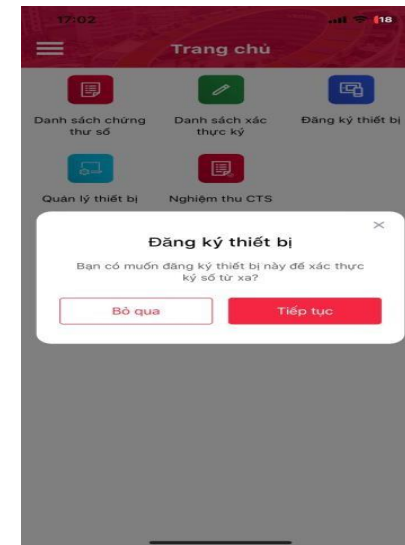 17:02
18
Trang chủ
Danh sách chứng
thư số
Danh sách xác
thực ký
Đăng ký thiết bị
Quản lý thiết bị
Nghiệm thu CTS
Đăng ký thiết bị
Bạn có muốn đăng ký thiết bị này để xác thực
ký số từ xa?
Bỏ qua
Tiếp tục